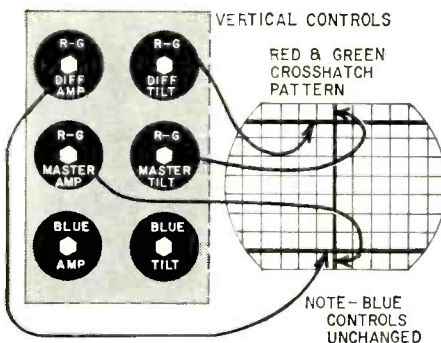 VERTICAL CONTROLS
R-G
DIFF
AMP
R-G
DIFF
TILT
R-G
MASTER
AMP
R-G
MASTER
TILT
BLUE
AMP
BLUE
TILT
RED & GREEN
CROSSHATCH
PATTERN
NOTE-BLUE
CONTROLS
UNCHANGED